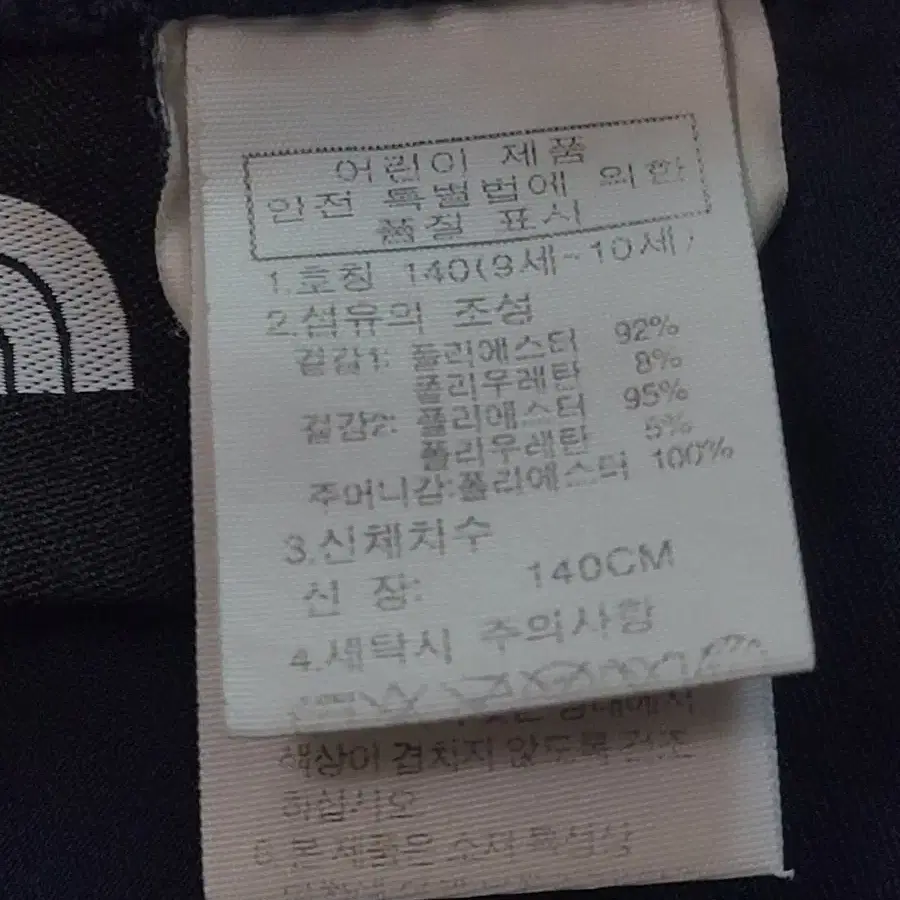 어린이 제품
안전 특별법에 의한
품질 표시
1.호칭 140(9세~10세)
2.섬유의 조성
겉감1: 폴리에스터 92%
폴리우레탄 8%
겉감2: 폴리에스터 95%
폴리우레탄 5%
주머니감:폴리에스터 100%
3.신체치수
신 장: 140CM
4.세탁시 주의사항
상태에서
색상이 겹치지 않도록 건조
하십시오
본 제품은 소재 특성상